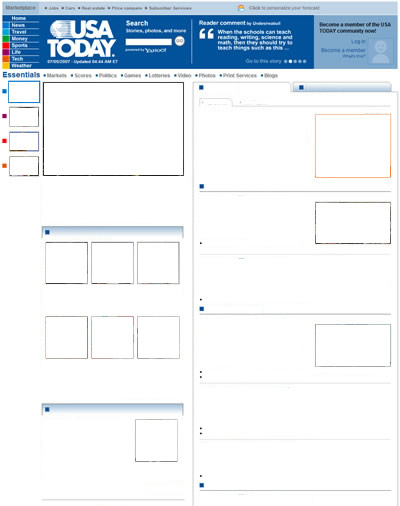 Marketplace
Jobs
Cars
Real estate
Price compare
Subscriber Services
Click to personalize your forecast
Home
News
Travel
Money
Sports
Life
Tech
Weather
USA
TODAY.
07/05/2007 - Updated 04:44 AM ET
Search
Stories, photos, and more
GO
powered by YAHOO!
Reader comment by Underemebult
When the schools can teach
reading, writing, science and
math, then they should try to
teach things such as this ...
Go to this story
Become a member of the USA
TODAY community now!
Log in
Become a member
What's this?
Essentials
Markets
Scores
Politics
Games
Lotteries
Video
Photos
Print Services
Blogs